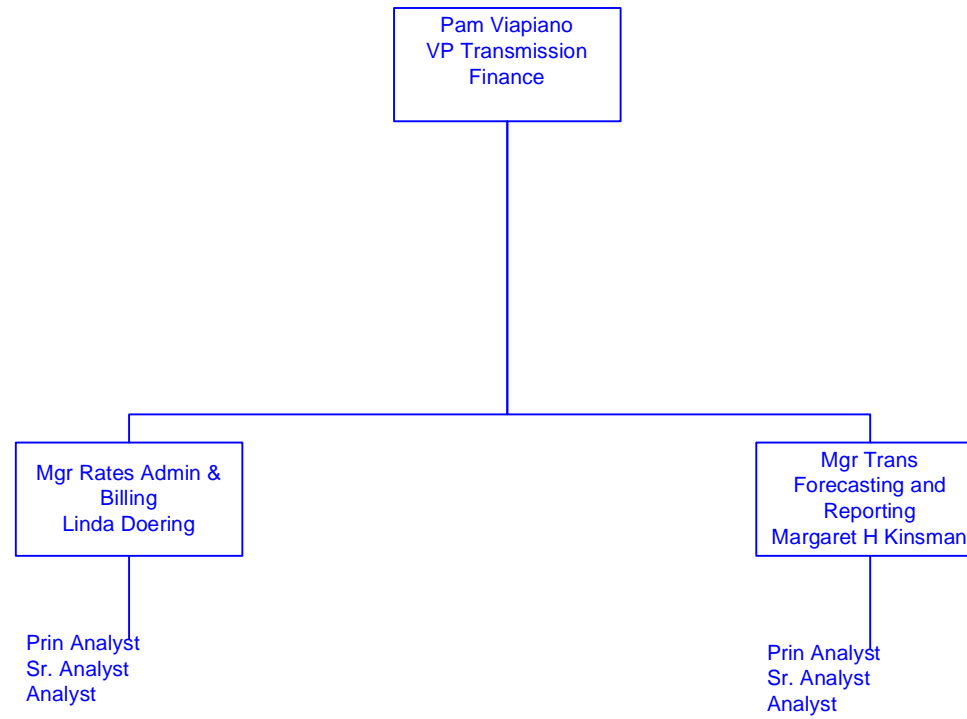 Pam Viapiano
VP Transmission
Finance
Mgr Rates Admin &
Billing
Linda Doering
Mgr Trans
Forecasting and
Reporting
Margaret H Kinsman
Prin Analyst
Sr. Analyst
Analyst
Prin Analyst
Sr. Analyst
Analyst